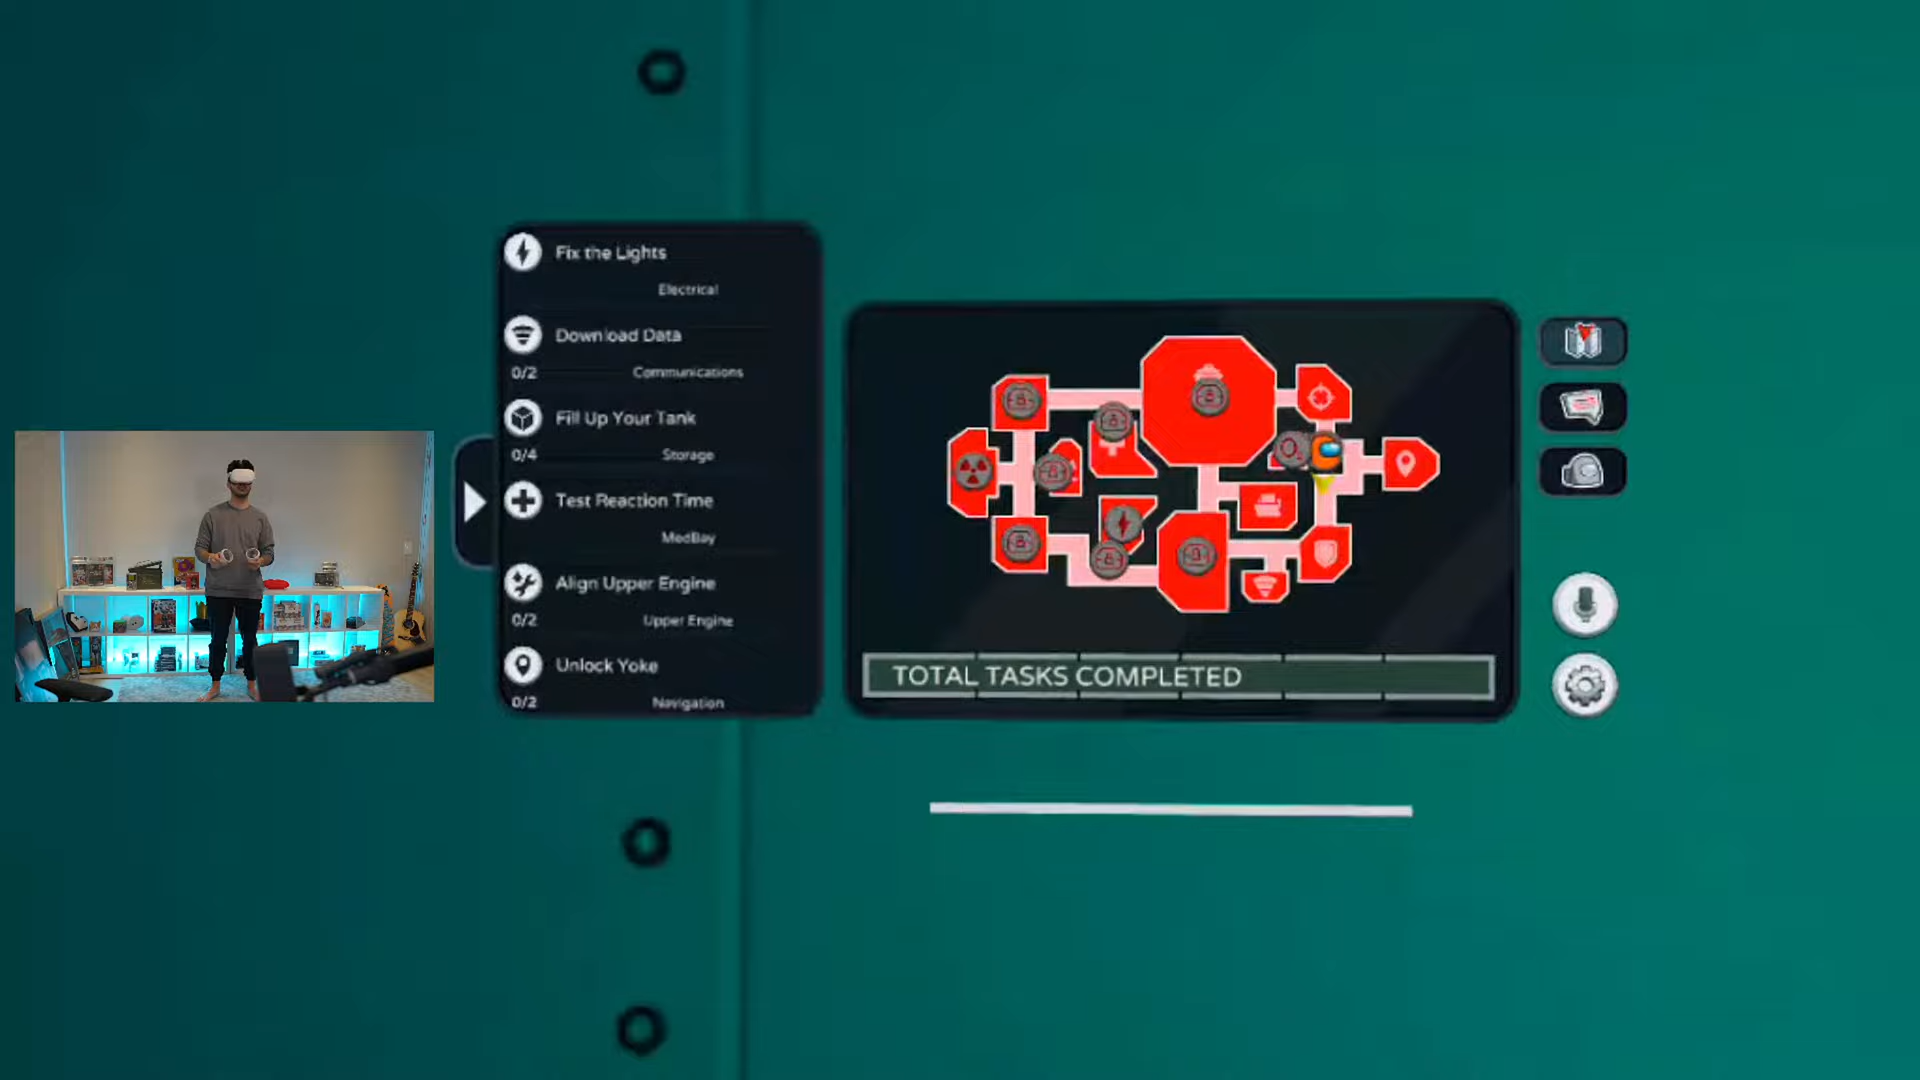 Fix the Lights
Electrical
Download Data
0/2 Communications
Fill Up Your Tank
0/4 Storage
Test Reaction Time
MedBay
Align Upper Engine
0/2 Upper Engine
Unlock Yoke
0/2 Navigation
O₂
TOTAL TASKS COMPLETED